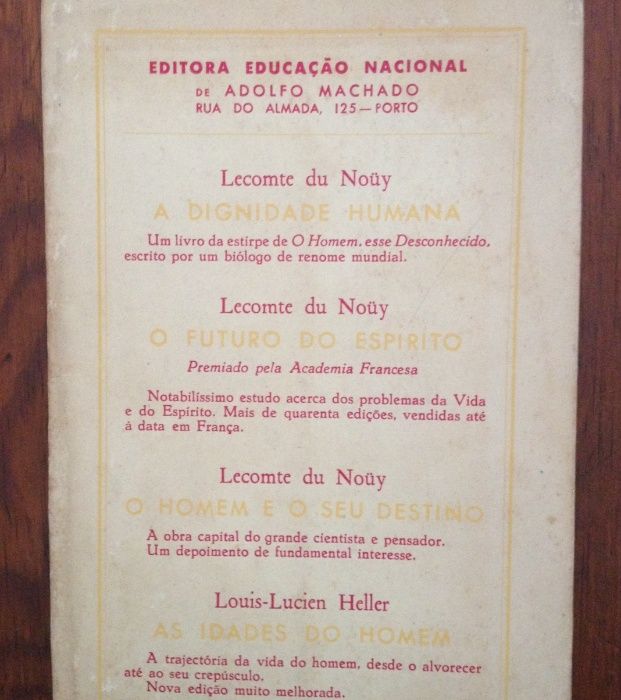 EDITORA EDUCAÇÃO NACIONAL
DE ADOLFO MACHADO
RUA DO ALMADA, 125 — PORTO
Lecomte du Noüy
A DIGNIDADE HUMANA
Um livro da estirpe de O Homem, esse Desconhecido,
escrito por um biólogo de renome mundial.
Lecomte du Noüy
O FUTURO DO ESPIRITO
Premiado pela Academia Francesa
Notabilíssimo estudo acerca dos problemas da Vida
e do Espírito. Mais de quarenta edições, vendidas até
à data em França.
Lecomte du Noüy
O HOMEM E O SEU DESTINO
A obra capital do grande cientista e pensador.
Um depoimento de fundamental interesse.
Louis-Lucien Heller
AS IDADES DO HOMEM
A trajectória da vida do homem, desde o alvorecer
até ao seu crepúsculo.
Nova edição muito melhorada.